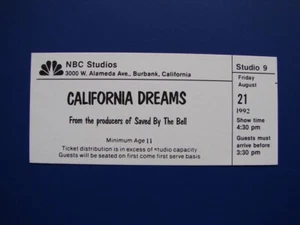 NBC Studios
3000 W. Alameda Ave., Burbank, California
CALIFORNIA DREAMS
From the producers of Saved By The Bell
Minimum Age 11
Ticket distribution is in excess of studio capacity
Guests will be seated on first come first serve basis
Studio 9
Friday
August
21
1992
Show time
4:30 pm
Guests must
arrive before
3:30 pm